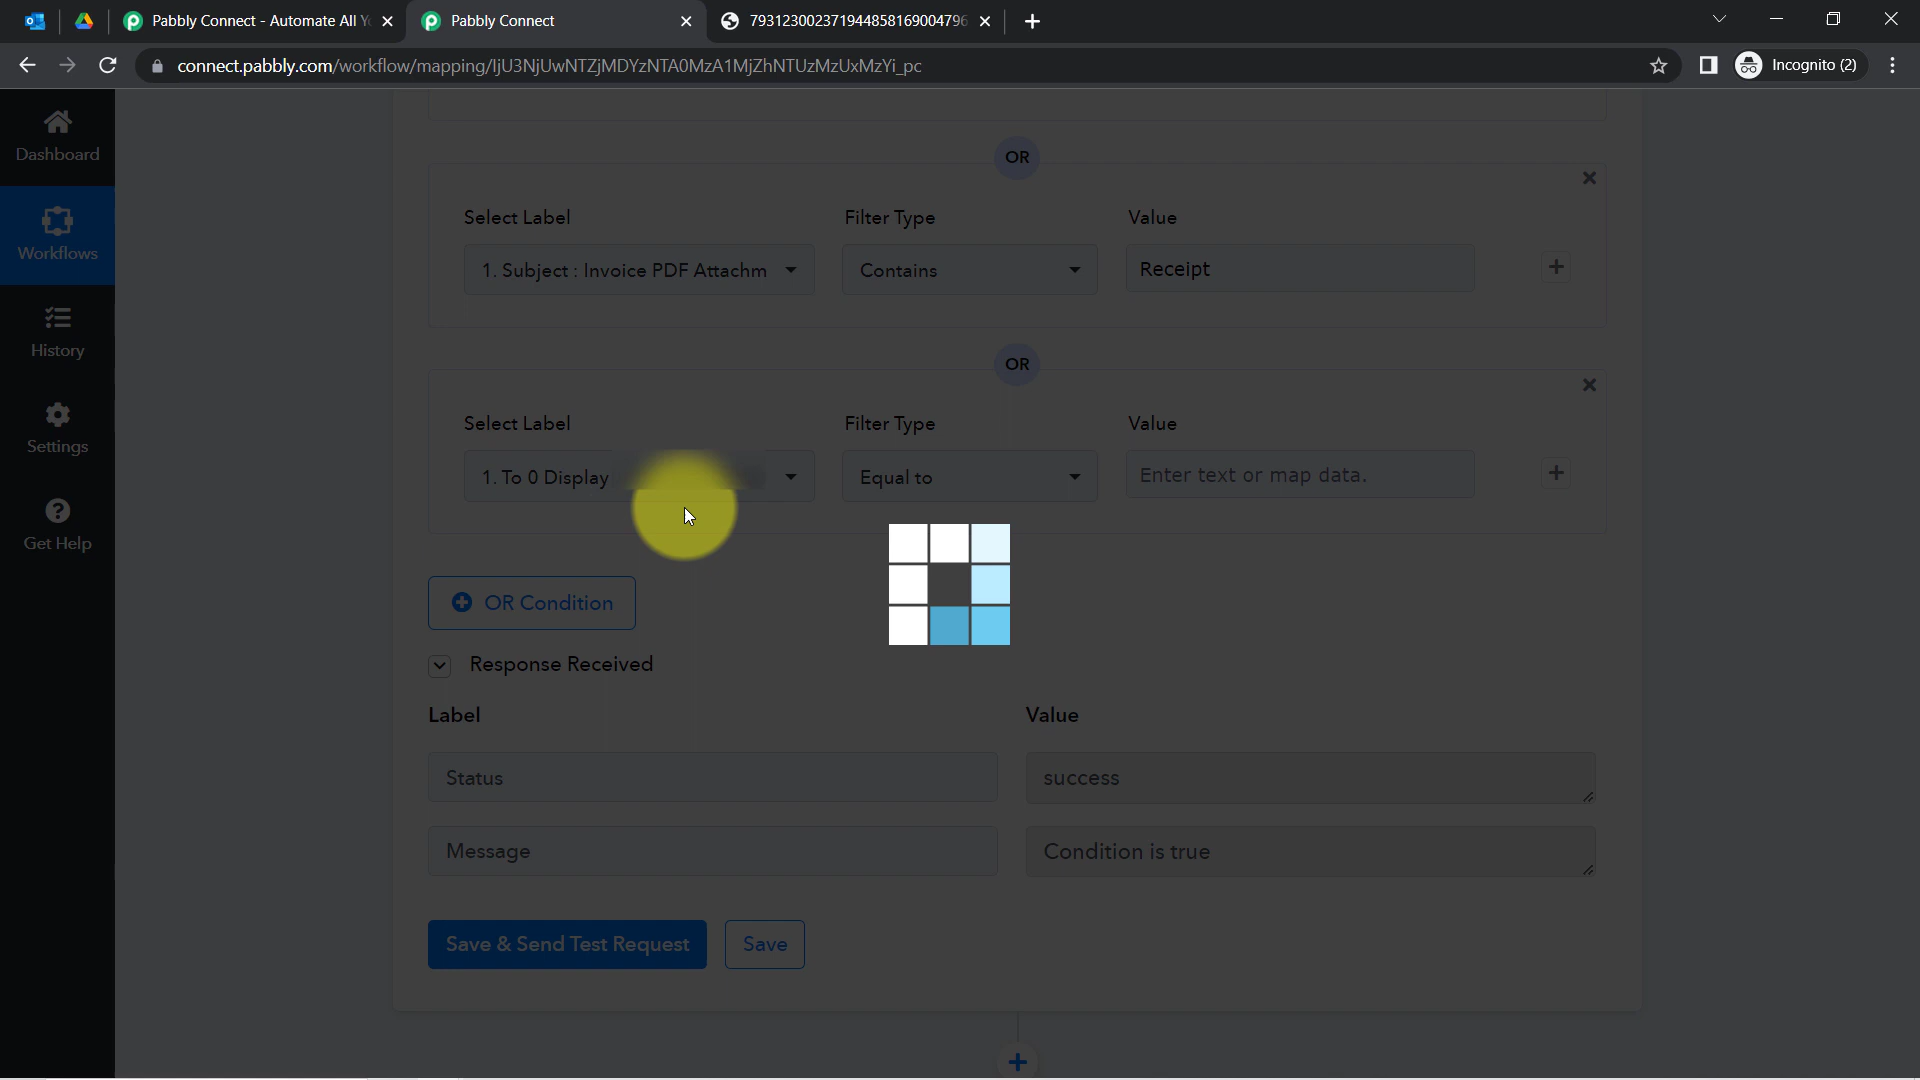 Pabbly Connect - Automate All Y
Pabbly Connect
793123002371944858169004796
connect.pabbly.com/workflow/mapping/IjU3NjUwNTZjMDYzNTA0MzA1MjZhNTUzMzUxMzYi_pc
Incognito (2)
Dashboard
Workflows
History
Settings
Get Help
OR
Select Label
Filter Type
Value
1. Subject : Invoice PDF Attachm
Contains
Receipt
OR
Select Label
Filter Type
Value
1. To 0 Display
Equal to
Enter text or map data.
OR Condition
Response Received
Label
Value
Status
success
Message
Condition is true
Save & Send Test Request
Save